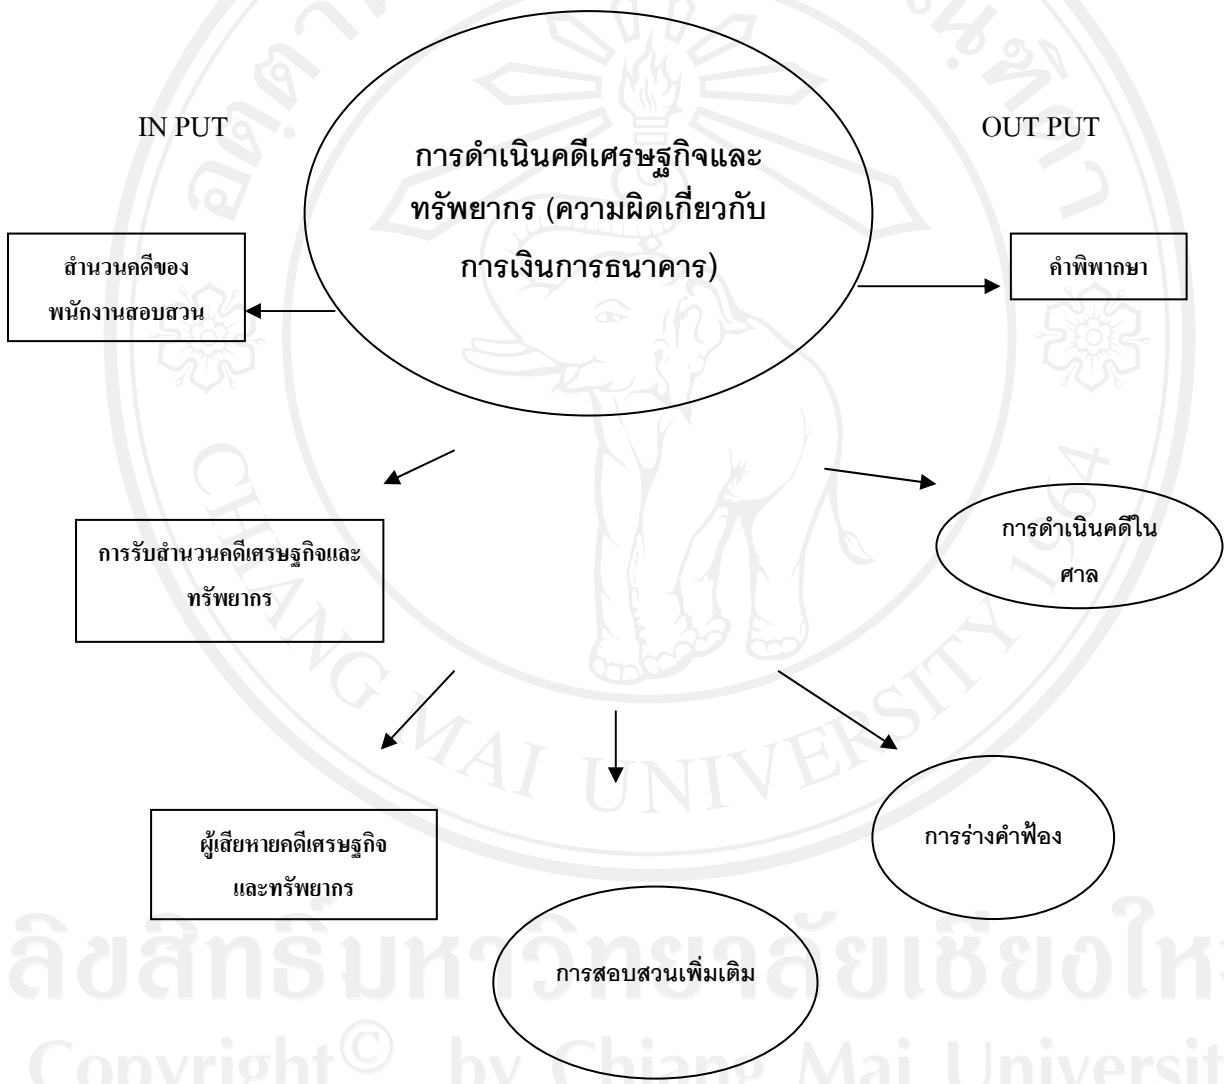 IN PUT
OUT PUT
การดำเนินคดีเศรษฐกิจและ
ทรัพยากร (ความผิดเกี่ยวกับ
การเงินการธนาคาร)
สำนวนคดีของ
พนักงานสอบสวน
คำพิพากษา
การรับสำนวนคดีเศรษฐกิจและ
ทรัพยากร
การดำเนินคดีใน
ศาล
ผู้เสียหายคดีเศรษฐกิจ
และทรัพยากร
การร่างคำฟ้อง
การสอบสวนเพิ่มเติม
CHIANG MAI UNIVERSITY 1964
ลิขสิทธิ์มหาวิทยาลัยเชียงให
Copyright© by Chiang Mai Universit